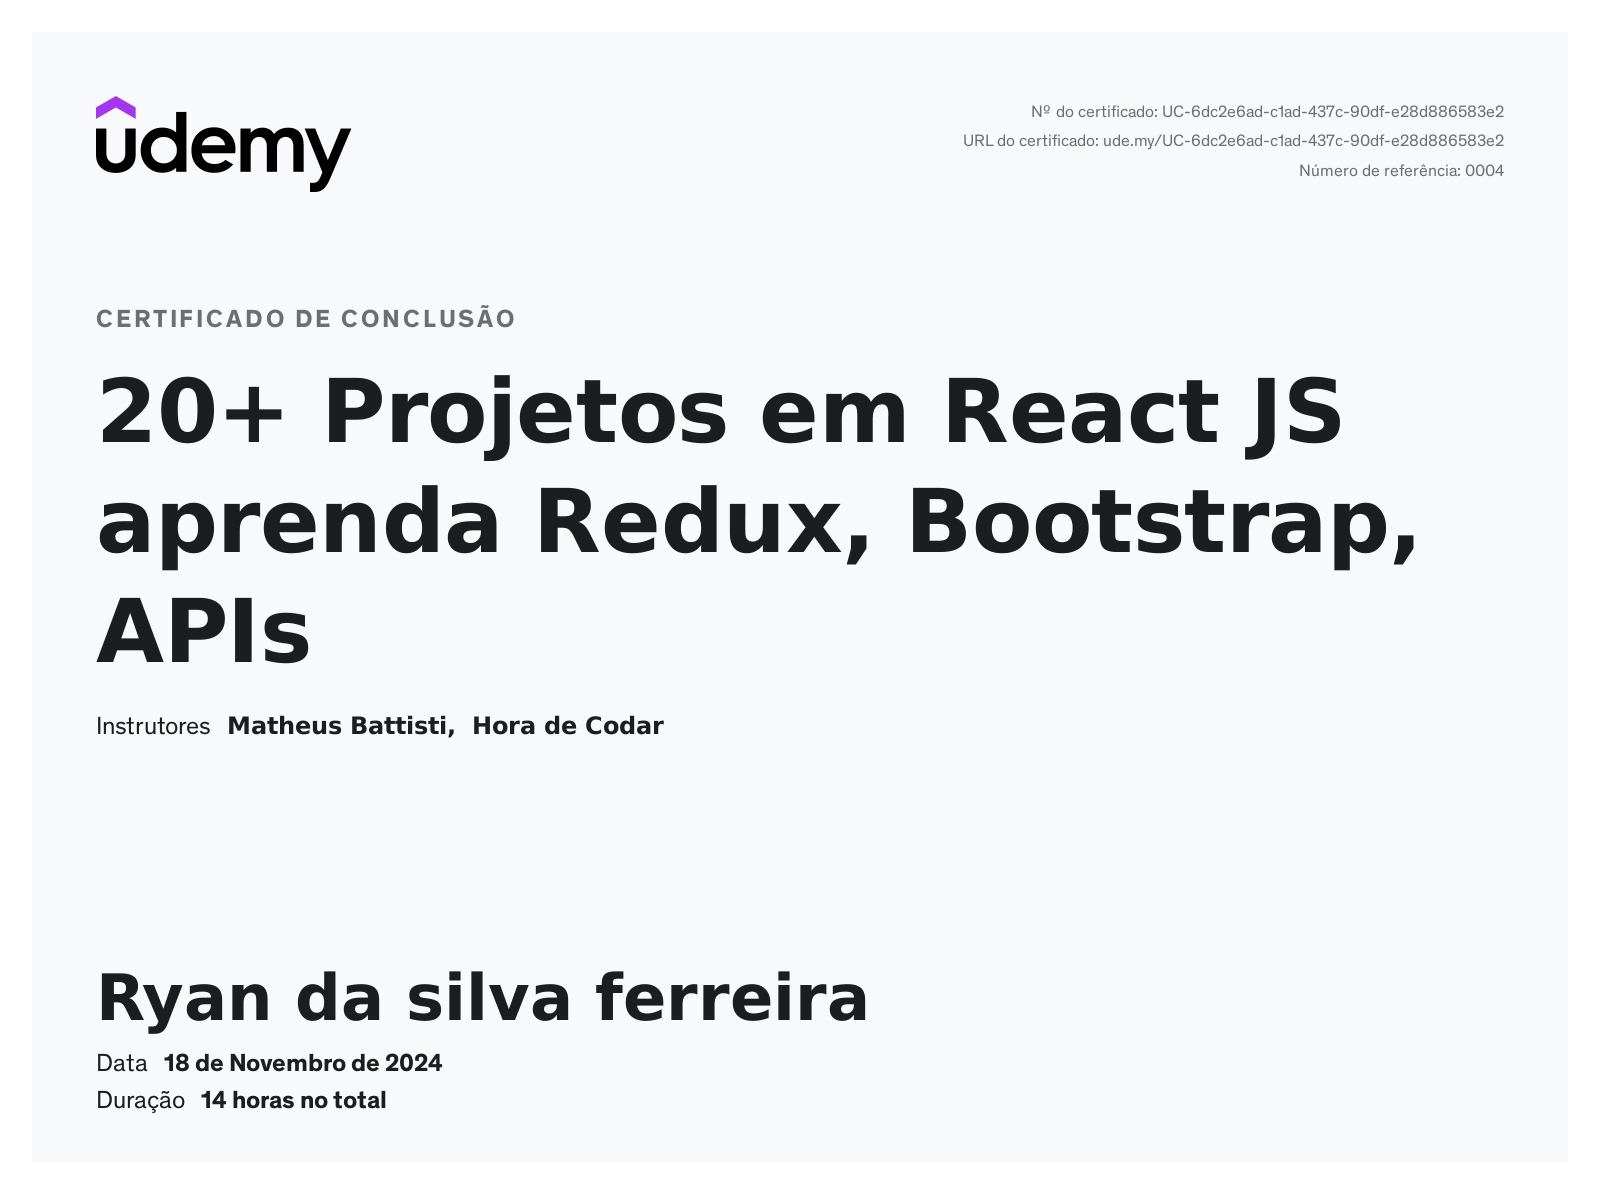 udemy
Nº do certificado: UC-6dc2e6ad-c1ad-437c-90df-e28d886583e2
URL do certificado: ude.my/UC-6dc2e6ad-c1ad-437c-90df-e28d886583e2
Número de referência: 0004
CERTIFICADO DE CONCLUSÃO
20+ Projetos em React JS
aprenda Redux, Bootstrap,
APIs
Instrutores Matheus Battisti, Hora de Codar
Ryan da silva ferreira
Data 18 de Novembro de 2024
Duração 14 horas no total